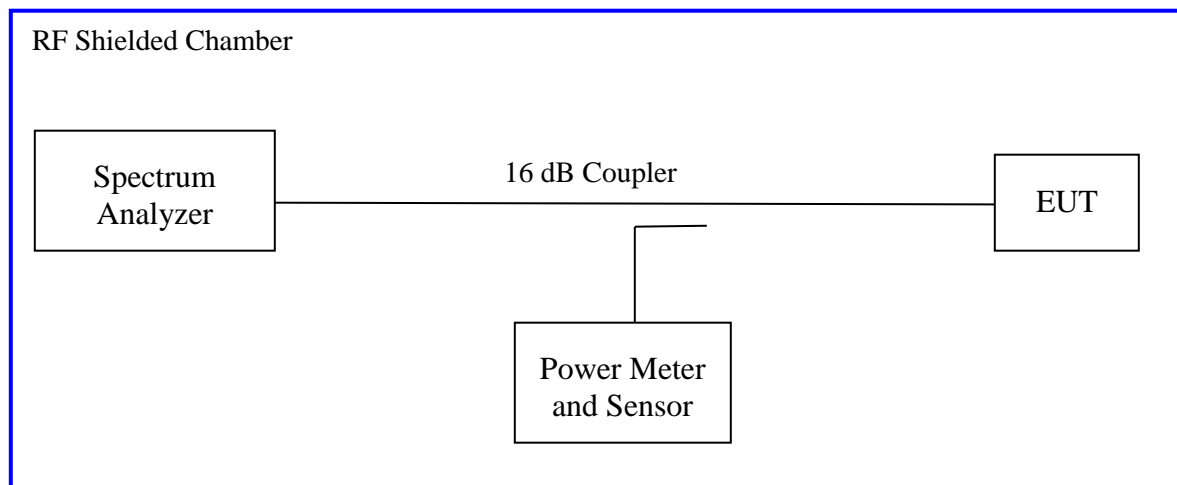 RF Shielded Chamber
Spectrum
Analyzer
16 dB Coupler
EUT
Power Meter
and Sensor